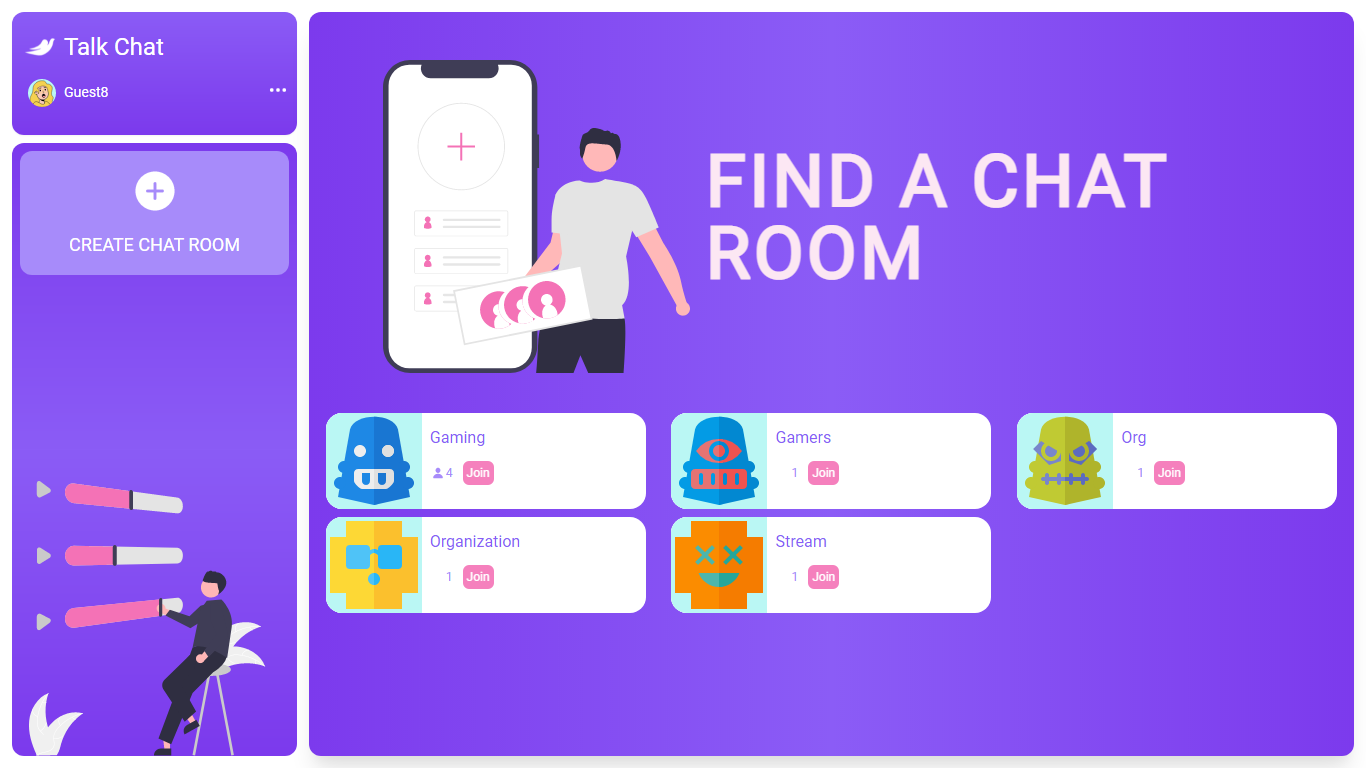 Talk Chat
Guest8
CREATE CHAT ROOM
FIND A CHAT
ROOM
Gaming
4 Join
Gamers
1 Join
Org
1 Join
Organization
1 Join
Stream
1 Join